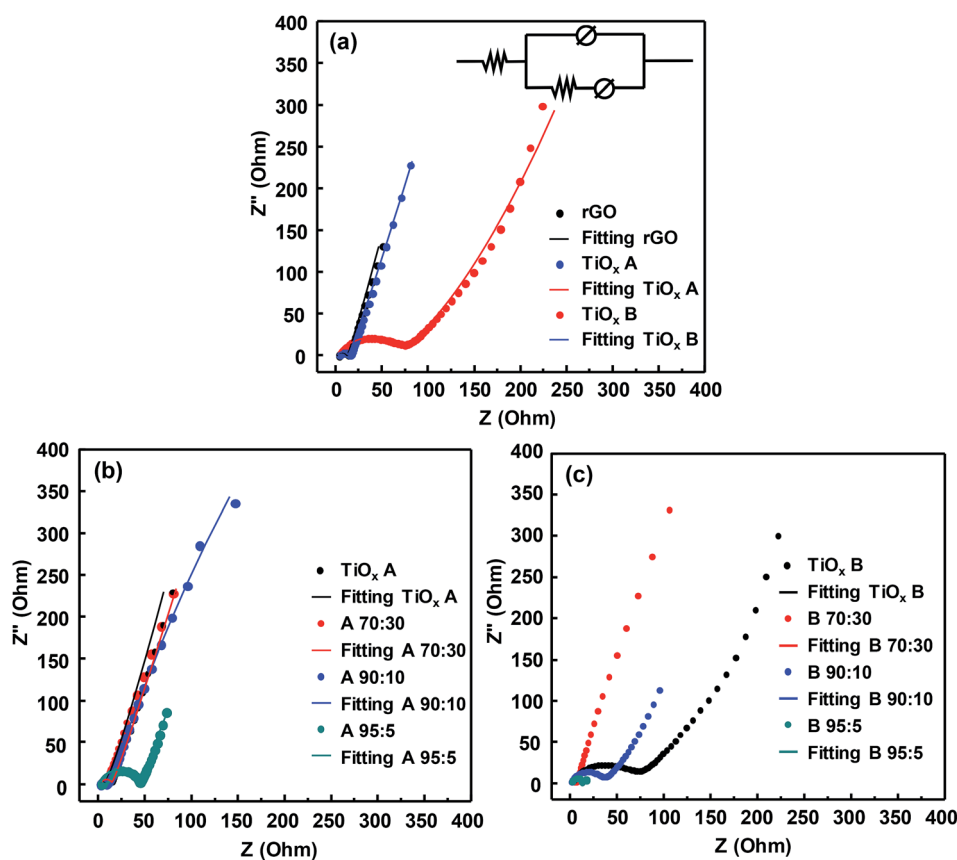 (a)
400
350
300
250
200
150
100
50
0
Z" (Ohm)
0 50 100 150 200 250 300 350 400
Z (Ohm)
rGO
Fitting rGO
TiOx A
Fitting TiOx A
TiOx B
Fitting TiOx B
(b)
400
350
300
250
200
150
100
50
0
Z" (Ohm)
0 50 100 150 200 250 300 350 400
Z (Ohm)
TiOx A
Fitting TiOx A
A 70:30
Fitting A 70:30
A 90:10
Fitting A 90:10
A 95:5
Fitting A 95:5
(c)
400
350
300
250
200
150
100
50
0
Z" (Ohm)
0 50 100 150 200 250 300 350 400
Z (Ohm)
TiOx B
Fitting TiOx B
B 70:30
Fitting B 70:30
B 90:10
Fitting B 90:10
B 95:5
Fitting B 95:5